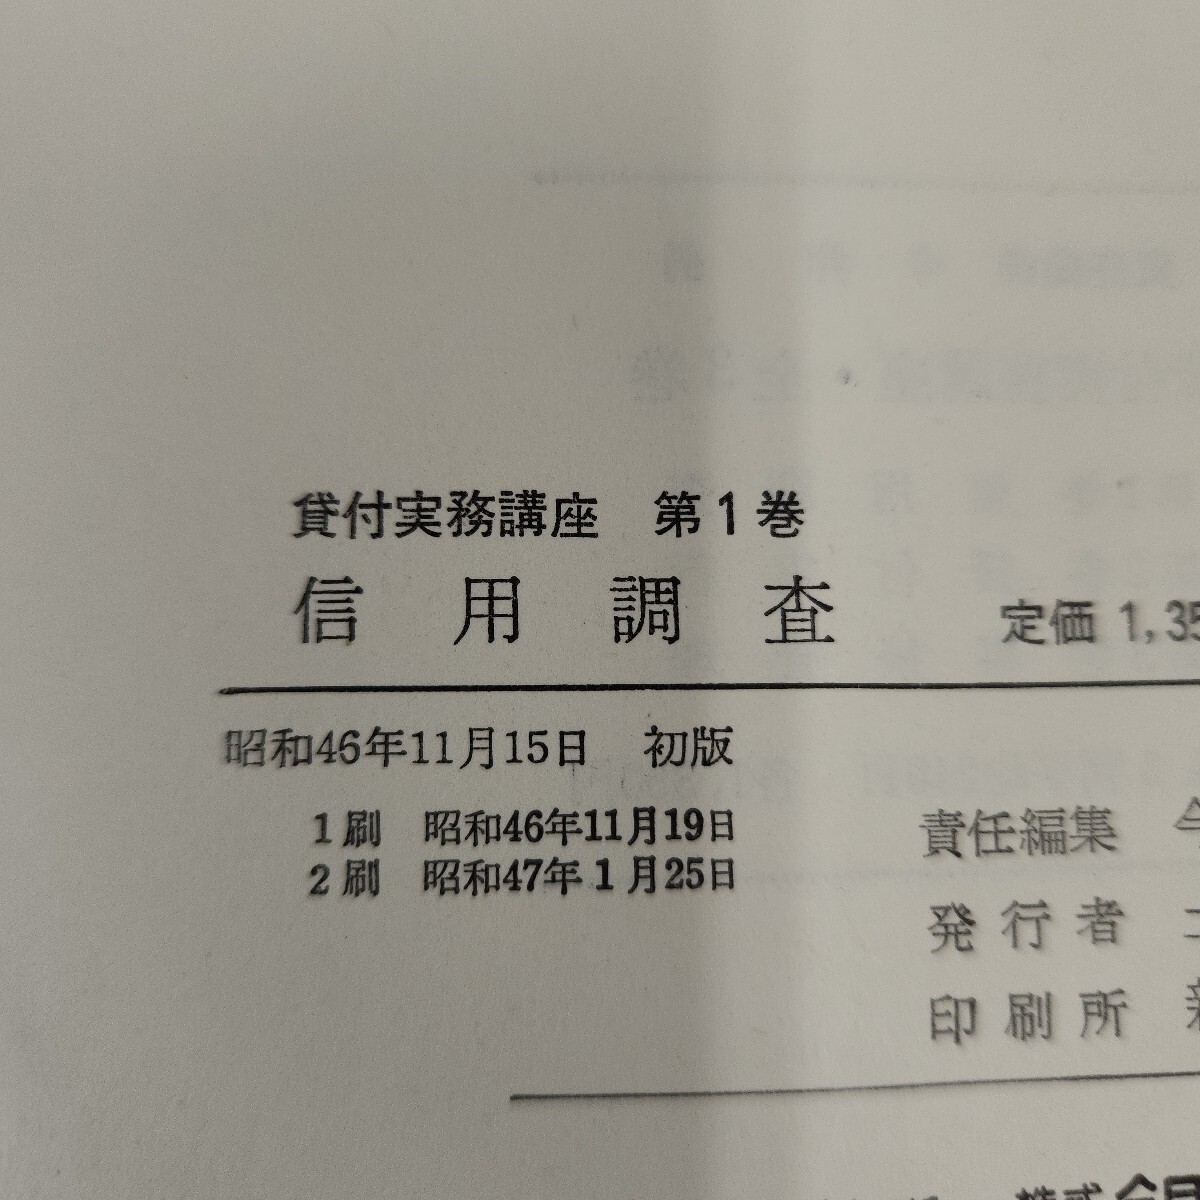 貸付実務講座　第1巻
信用調査
定価 1,35
昭和46年11月15日　初版
1刷　昭和46年11月19日
2刷　昭和47年1月25日
責任編集
発行者
印刷所
株式